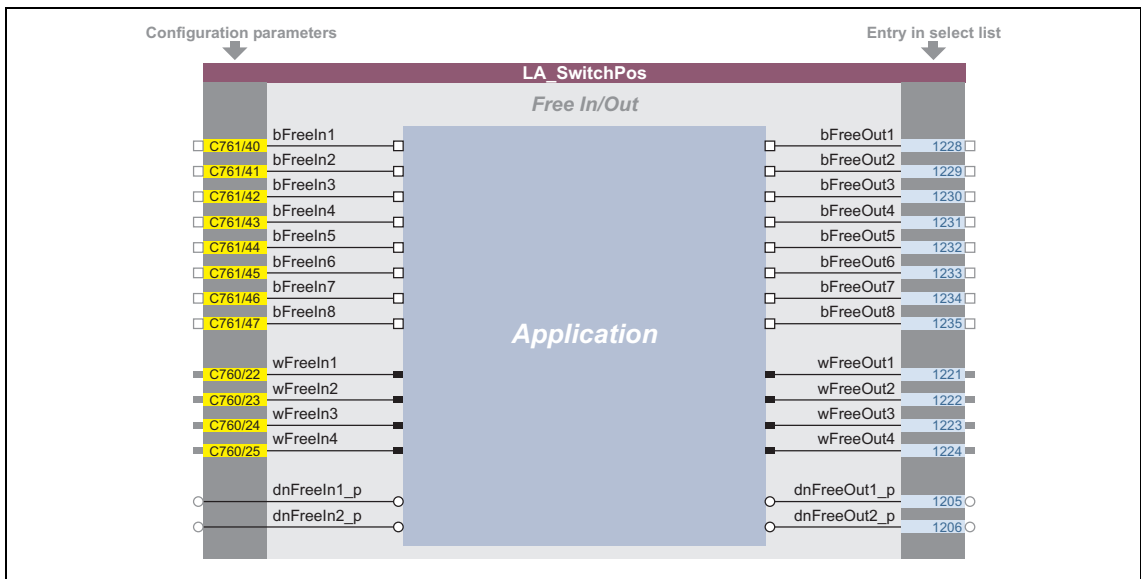 Configuration parameters Entry in select list
LA_SwitchPos
Free In/Out
bFreeIn1 bFreeOut1
C761/40 1228
bFreeIn2 bFreeOut2
C761/41 1229
bFreeIn3 bFreeOut3
C761/42 1230
bFreeIn4 bFreeOut4
C761/43 1231
bFreeIn5 bFreeOut5
C761/44 1232
bFreeIn6 bFreeOut6
C761/45 1233
bFreeIn7 bFreeOut7
C761/46 1234
bFreeIn8 bFreeOut8
C761/47 1235
Application
wFreeIn1 wFreeOut1
C760/22 1221
wFreeIn2 wFreeOut2
C760/23 1222
wFreeIn3 wFreeOut3
C760/24 1223
wFreeIn4 wFreeOut4
C760/25 1224
dnFreeIn1_p dnFreeOut1_p
1205
dnFreeIn2_p dnFreeOut2_p
1206